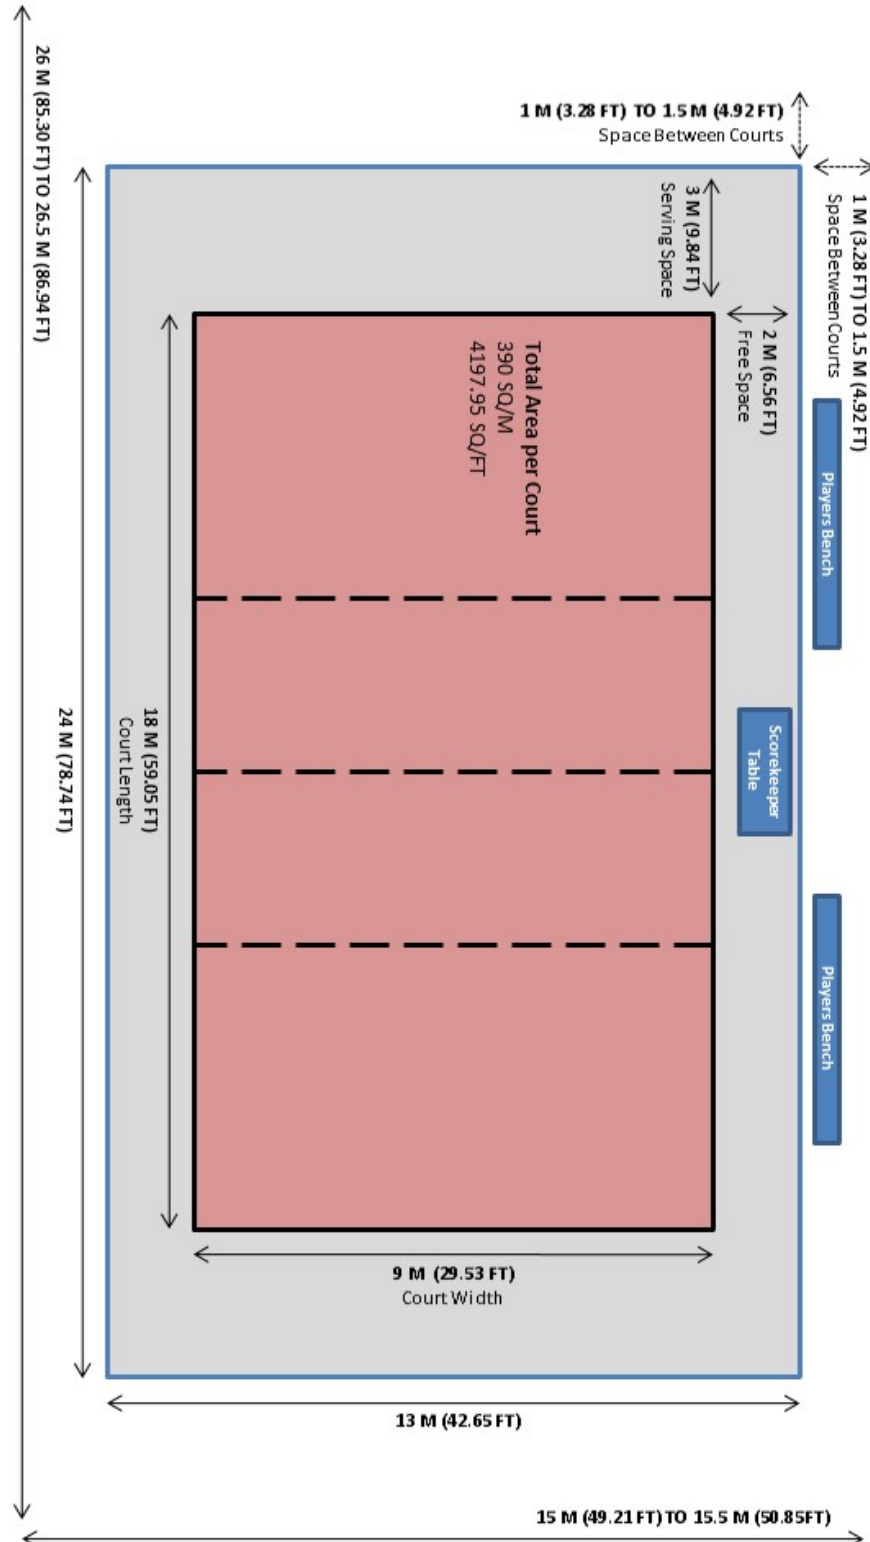 26 M (85.30 FT) TO 26.5 M (86.94 FT)
1 M (3.28 FT) TO 1.5 M (4.92 FT)
Space Between Courts
1 M (3.28 FT) TO 1.5 M (4.92 FT)
Space Between Courts
3 M (9.84 FT)
Serving Space
2 M (6.56 FT)
Free Space
Total Area per Court
390 SQ/M
4197.95 SQ/FT
Players Bench
Scorekeeper
Table
Players Bench
18 M (59.05 FT)
Court Length
24 M (78.74 FT)
9 M (29.53 FT)
Court Width
13 M (42.65 FT)
15 M (49.21 FT) TO 15.5 M (50.85FT)